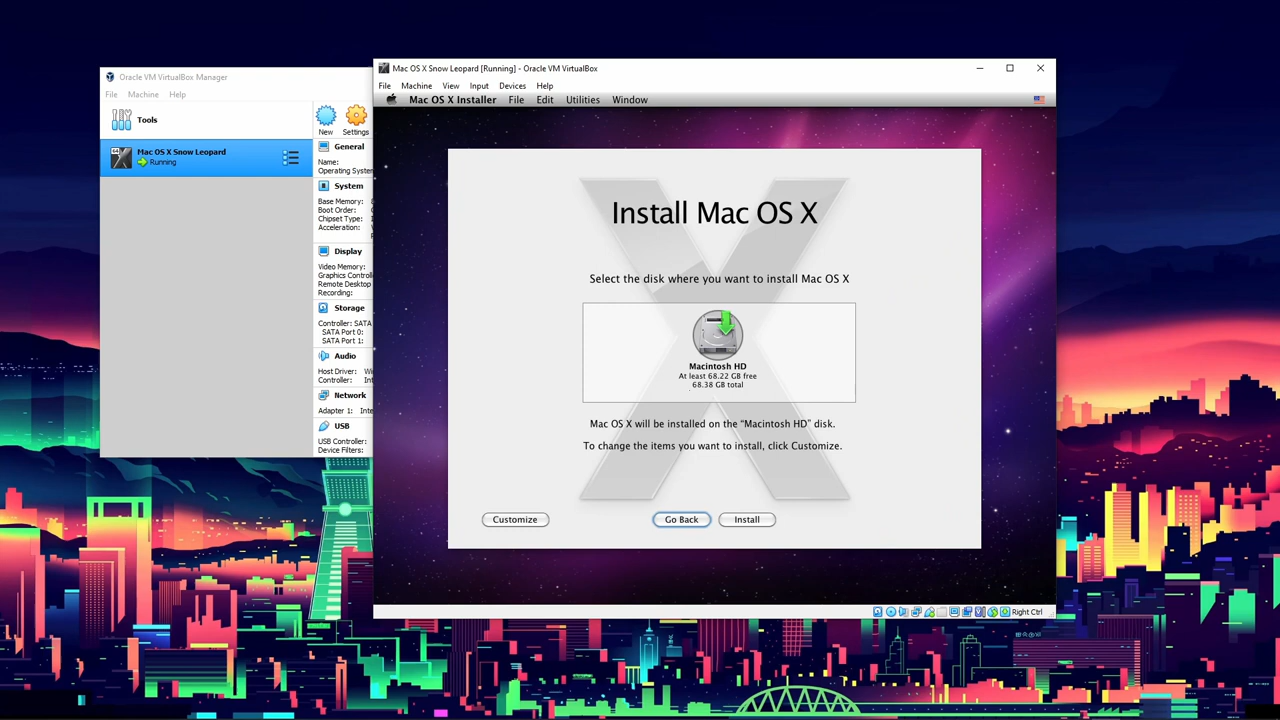 Oracle VM VirtualBox Manager
File Machine Help
Tools
New Settings
Mac OS X Snow Leopard
64
Running
General
Name:
Operating System
System
Base Memory:
Boot Order:
Chipset Type:
Acceleration:
Display
Video Memory:
Graphics Controll
Remote Desktop
Recording:
Storage
Controller: SATA
SATA Port 0:
SATA Port 1:
Audio
Host Driver: Wi
Controller: Int
Network
Adapter 1: Inte
USB
USB Controller:
Device Filters:
Mac OS X Snow Leopard [Running] - Oracle VM VirtualBox
File Machine View Input Devices Help
Mac OS X Installer File Edit Utilities Window
Install Mac OS X
Select the disk where you want to install Mac OS X
Macintosh HD
At least 68.22 GB free
68.38 GB total
Mac OS X will be installed on the “Macintosh HD” disk.
To change the items you want to install, click Customize.
Customize Go Back Install
Right Ctrl